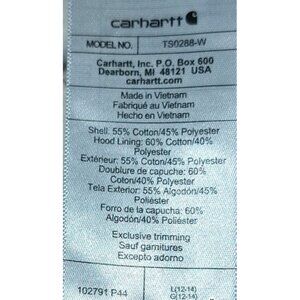 carhartt
MODEL NO. TS0288-W
Carhartt, Inc. P.O. Box 600
Dearborn, MI 48121 USA
carhartt.com
Made in Vietnam
Fabriqué au Vietnam
Hecho en Vietnam
Shell: 55% Cotton/45% Polyester
Hood Lining: 60% Cotton/40%
Polyester
Extérieur: 55% Coton/45% Polyester
Doublure de capuche: 60%
Coton/40% Polyester
Tela Exterior: 55% Algodón/45%
Poliéster
Forro de la capucha: 60%
Algodón/40% Poliéster
Exclusive trimming
Sauf garnitures
Excepto adorno
102791 P44
L(12-14)
G(12-14)